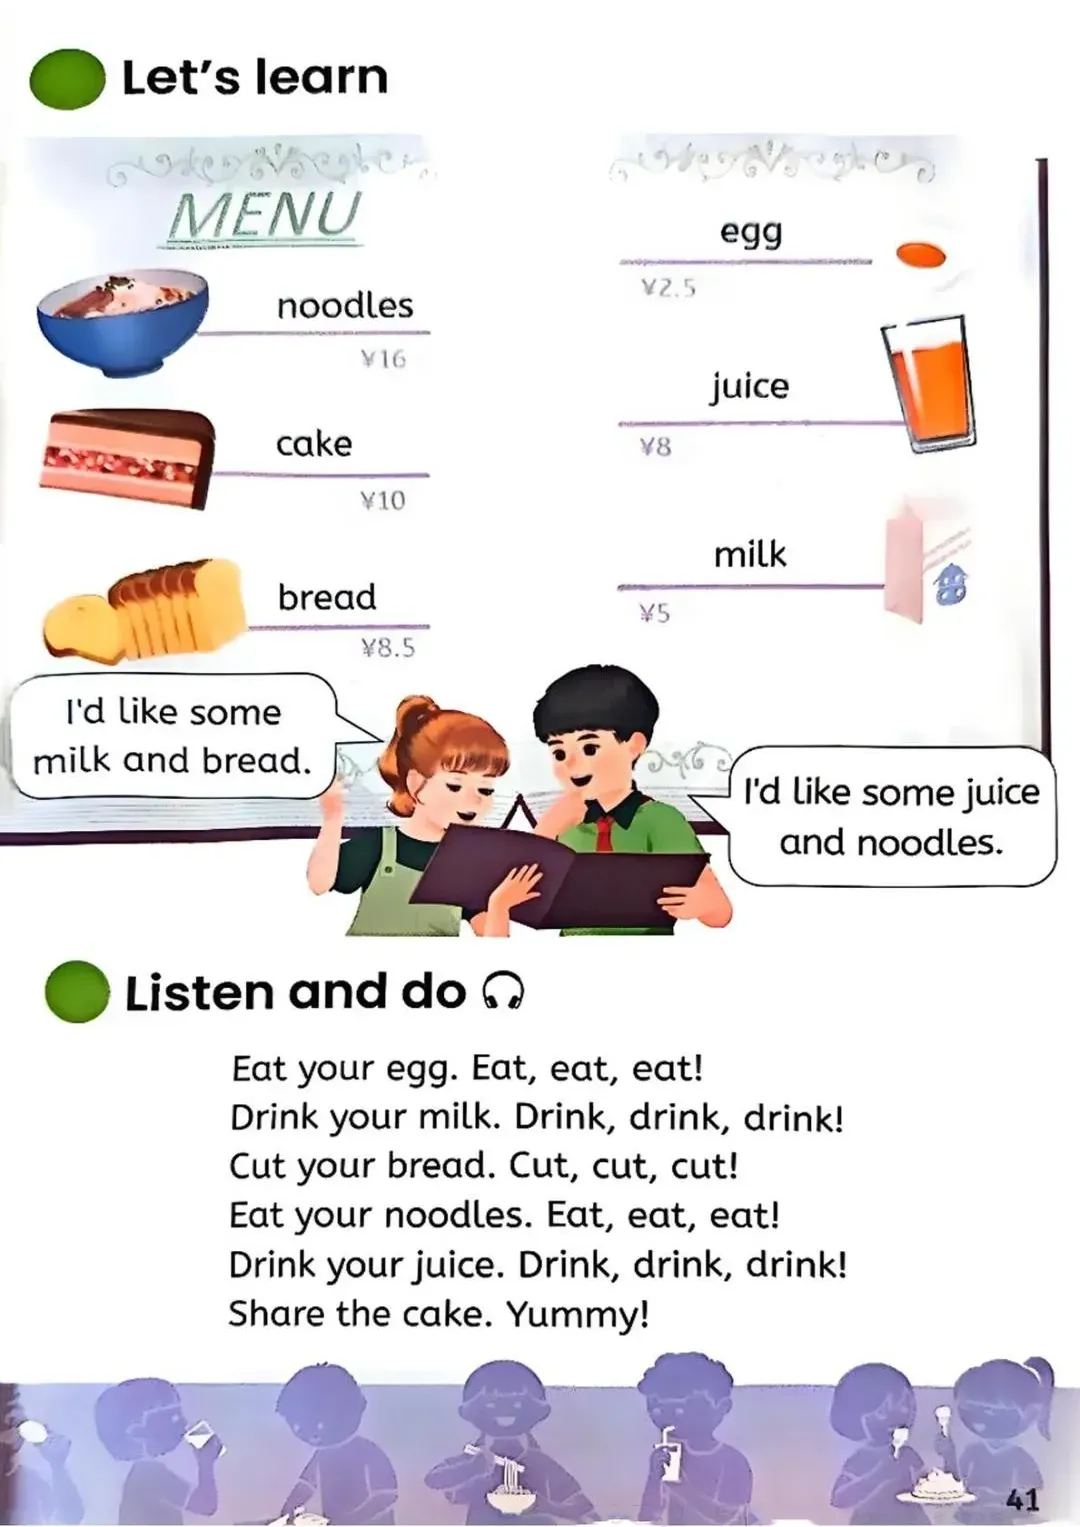 Let's learn
MENU
noodles
¥16
cake
¥10
bread
¥8.5
egg
¥2.5
juice
¥8
milk
¥5
I'd like some
milk and bread.
I'd like some juice
and noodles.
Listen and do
Eat your egg. Eat, eat, eat!
Drink your milk. Drink, drink, drink!
Cut your bread. Cut, cut, cut!
Eat your noodles. Eat, eat, eat!
Drink your juice. Drink, drink, drink!
Share the cake. Yummy!
41